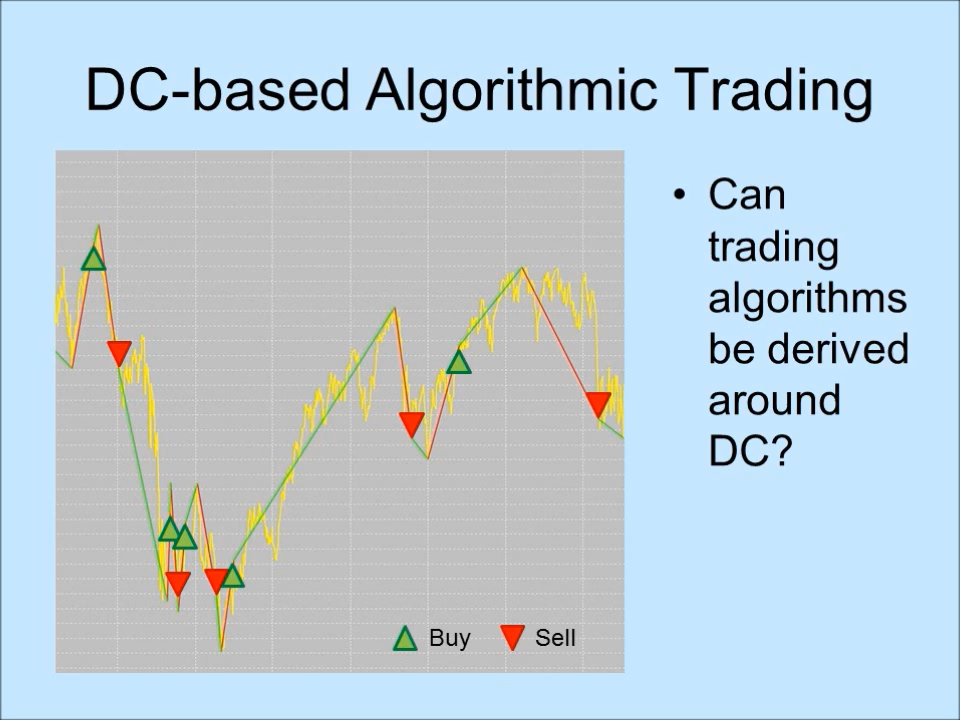 DC-based Algorithmic Trading
• Can
trading
algorithms
be derived
around
DC?
Buy
Sell